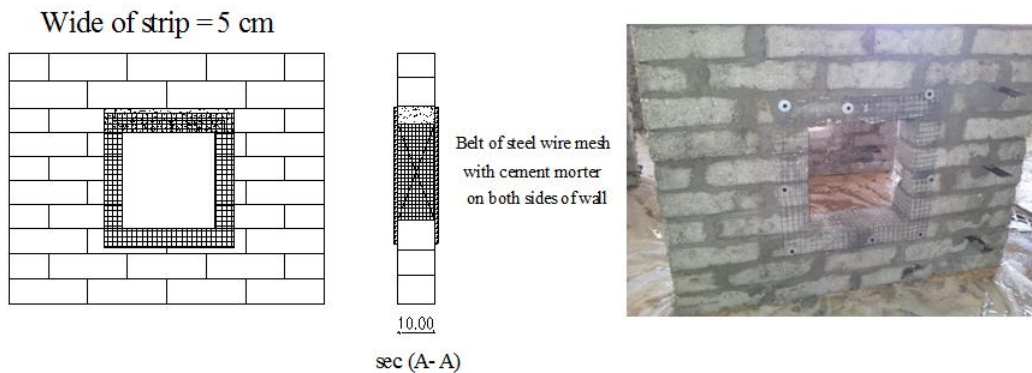 Wide of strip = 5 cm
Belt of steel wire mesh
with cement morter
on both sides of wall
10.00
sec (A- A)